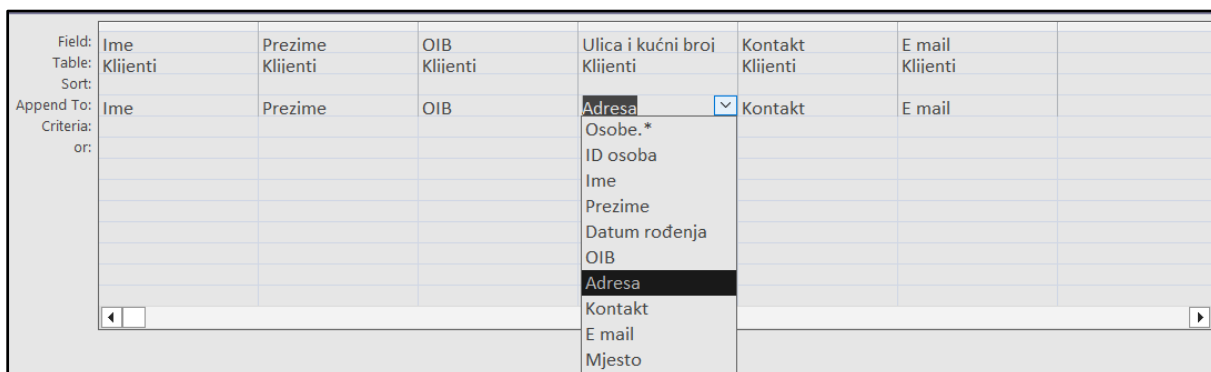 Field: Ime Prezime OIB Ulica i kućni broj Kontakt E mail
Table: Klijenti Klijenti Klijenti Klijenti Klijenti Klijenti
Sort:
Append To: Ime Prezime OIB Adresa Kontakt E mail
Criteria: Osobe.*
or: ID osoba
Ime
Prezime
Datum rođenja
OIB
Adresa
Kontakt
E mail
Mjesto